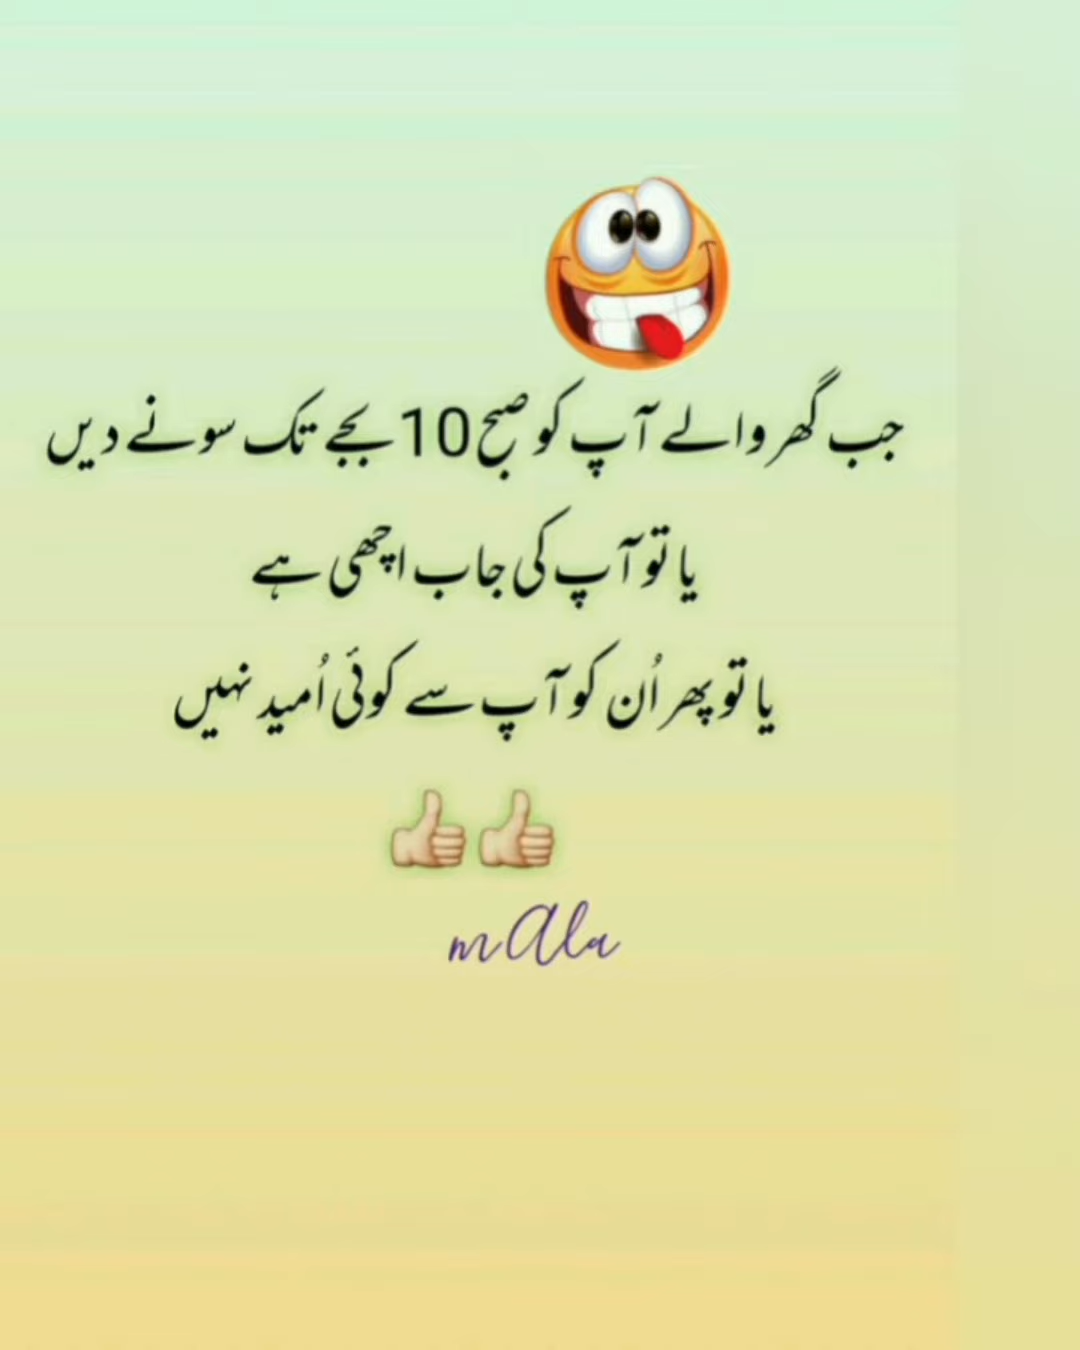 جب گھر والے آپ کو صبح 10 بجے تک سونے دیں
یا تو آپ کی جاب اچھی ہے
یا تو پھر اُن کو آپ سے کوئی اُمید نہیں
mAla